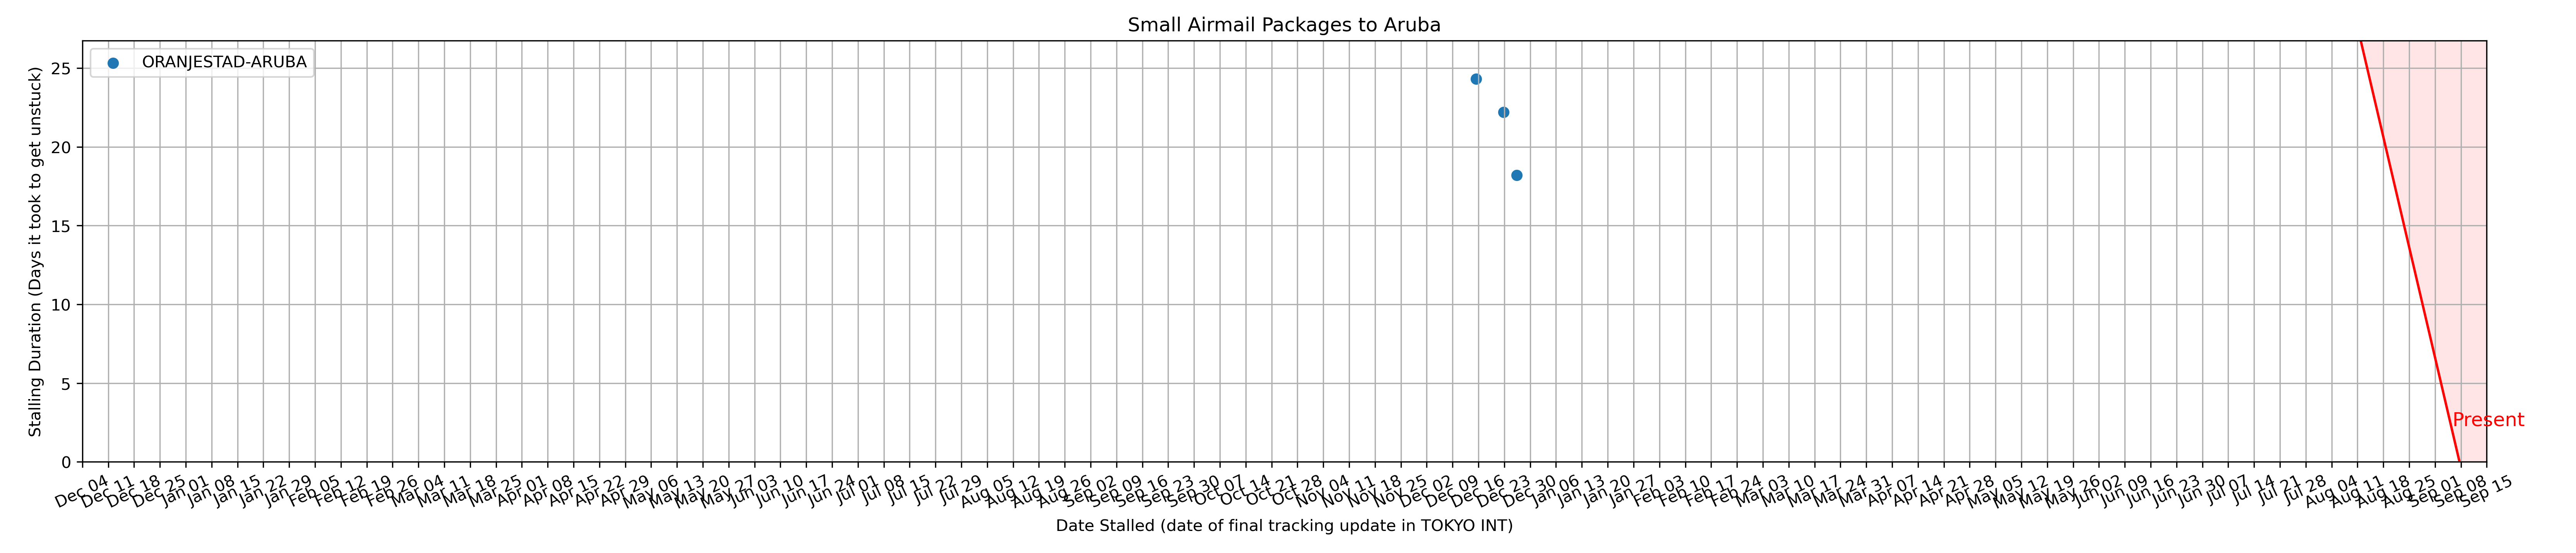 Small Airmail Packages to Aruba
ORANJESTAD-ARUBA
Stalling Duration (Days it took to get unstuck)
25
20
15
10
5
0
Present
Dec 04 Dec 11 Dec 18 Dec 25 Jan 01 Jan 08 Jan 15 Jan 22 Jan 29 Feb 05 Feb 12 Feb 19 Feb 26 Mar 04 Mar 11 Mar 18 Mar 25 Apr 01 Apr 08 Apr 15 Apr 22 Apr 29 May 06 May 13 May 20 May 27 Jun 03 Jun 10 Jun 17 Jun 24 Jul 01 Jul 08 Jul 15 Jul 22 Jul 29 Aug 05 Aug 12 Aug 19 Aug 26 Sep 02 Sep 09 Sep 16 Sep 23 Sep 30 Oct 07 Oct 14 Oct 21 Oct 28 Nov 04 Nov 11 Nov 18 Nov 25 Dec 02 Dec 09 Dec 16 Dec 23 Dec 30 Jan 06 Jan 13 Jan 20 Jan 27 Feb 03 Feb 10 Feb 17 Feb 24 Mar 03 Mar 10 Mar 17 Mar 24 Mar 31 Apr 07 Apr 14 Apr 21 Apr 28 May 05 May 12 May 19 May 26 Jun 02 Jun 09 Jun 16 Jun 23 Jun 30 Jul 07 Jul 14 Jul 21 Jul 28 Aug 04 Aug 11 Aug 18 Aug 25 Sep 01 Sep 08 Sep 15
Date Stalled (date of final tracking update in TOKYO INT)